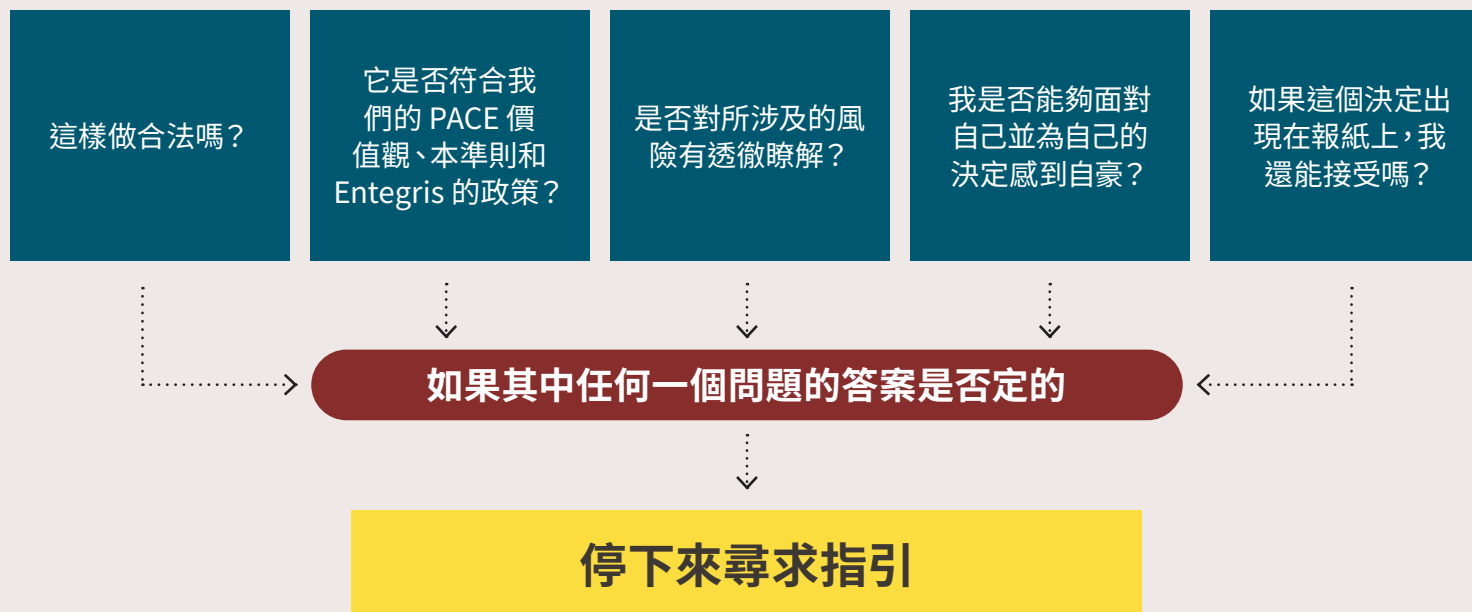 這樣做合法嗎？
它是否符合我
們的 PACE 價
值觀、本準則和
Entegris 的政策？
是否對所涉及的風
險有透徹瞭解？
我是否能夠面對
自己並為自己的
決定感到自豪？
如果這個決定出
現在報紙上，我
還能接受嗎？
如果其中任何一個問題的答案是否定的
停下來尋求指引